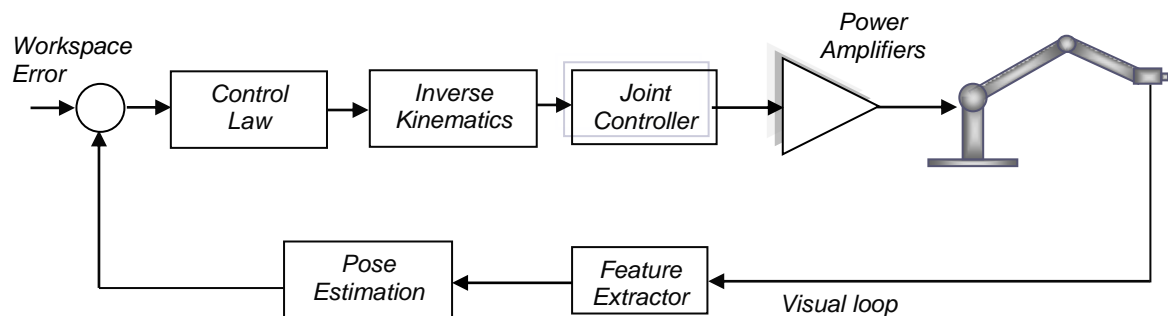 Workspace
Error
Control
Law
Inverse
Kinematics
Joint
Controller
Power
Amplifiers
Pose
Estimation
Feature
Extractor
Visual loop